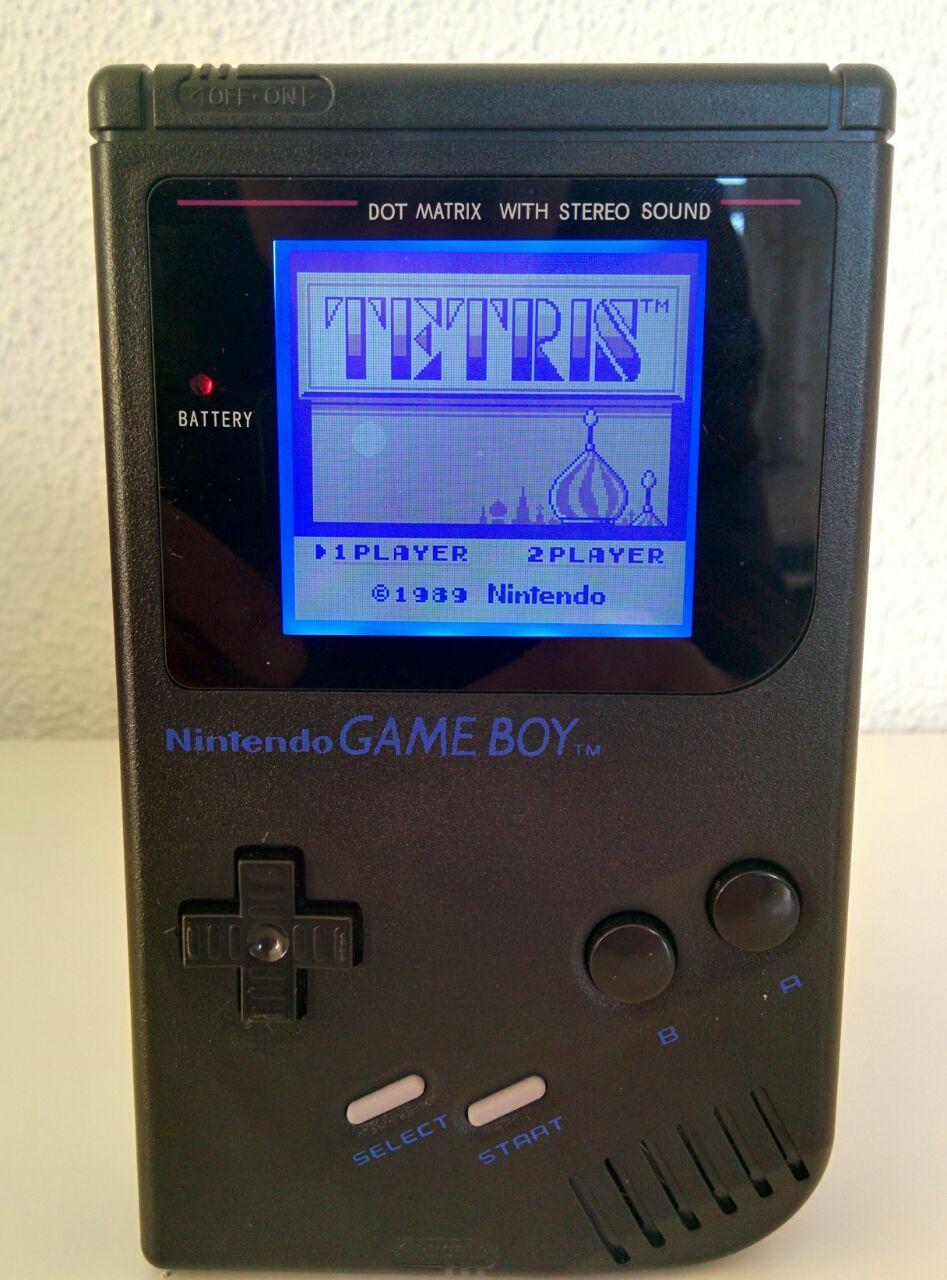 OFF•ON
DOT MATRIX WITH STEREO SOUND
TETRIS™
BATTERY
1PLAYER 2PLAYER
©1989 Nintendo
Nintendo GAME BOY™
A
B
SELECT START